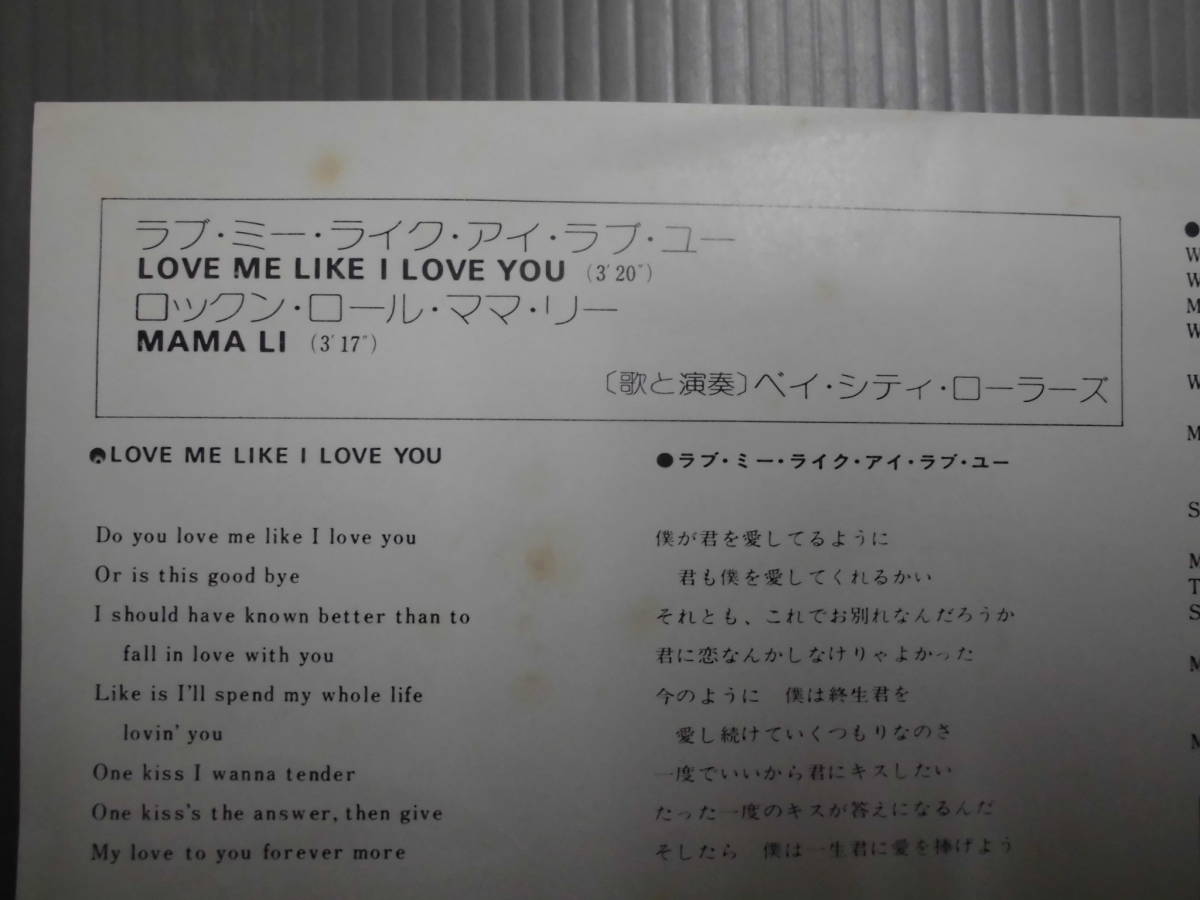 ラブ・ミー・ライク・アイ・ラブ・ユー
LOVE ME LIKE I LOVE YOU (3′20″)
ロックン・ロール・ママ・リー
MAMA LI (3′17″)
〔歌と演奏〕ベイ・シティ・ローラーズ
●LOVE ME LIKE I LOVE YOU
Do you love me like I love you
Or is this good bye
I should have known better than to
fall in love with you
Like is I'll spend my whole life
lovin' you
One kiss I wanna tender
One kiss's the answer, then give
My love to you forever more
●ラブ・ミー・ライク・アイ・ラブ・ユー
僕が君を愛してるように
君も僕を愛してくれるかい
それとも、これでお別れなんだろうか
君に恋なんかしなけりゃよかった
今のように 僕は終生君を
愛し続けていくつもりなのさ
一度でいいから君にキスしたい
たった一度のキスが答えになるんだ
そしたら 僕は一生君に愛を捧げよう
●
W
W
M
W
W
M
S
M
T
S
M
M